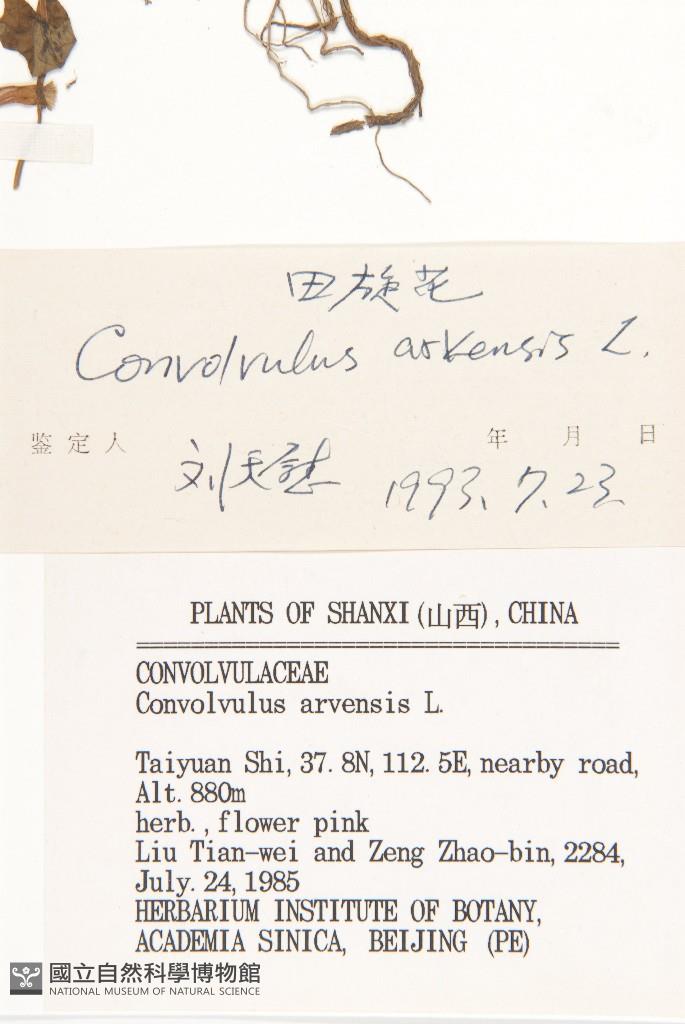 田旋花
Convolvulus arvensis L.
鉴定人 年 月 日
刘天慰 1993. 7. 23.
PLANTS OF SHANXI (山西), CHINA
CONVOLVULACEAE
Convolvulus arvensis L.
Taiyuan Shi, 37.8N, 112.5E, nearby road,
Alt. 880m
herb., flower pink
Liu Tian-wei and Zeng Zhao-bin, 2284,
July. 24, 1985
HERBARIUM INSTITUTE OF BOTANY,
ACADEMIA SINICA, BEIJING (PE)
國立自然科學博物館
NATIONAL MUSEUM OF NATURAL SCIENCE